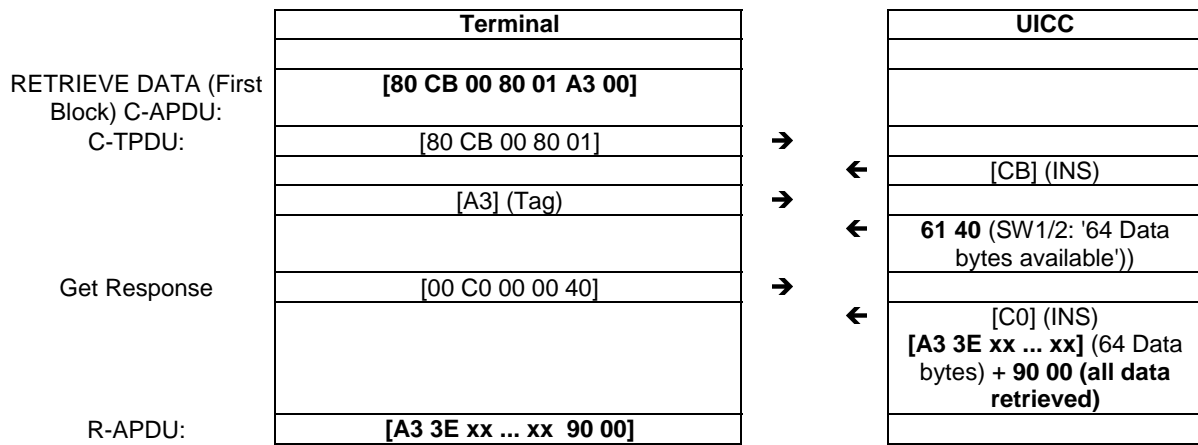 Terminal UICC
RETRIEVE DATA (First [80 CB 00 80 01 A3 00]
Block) C-APDU:
C-TPDU: [80 CB 00 80 01] ➔
🡰 [CB] (INS)
[A3] (Tag) ➔
🡰 61 40 (SW1/2: '64 Data
bytes available'))
Get Response [00 C0 00 00 40] ➔
🡰 [C0] (INS)
[A3 3E xx ... xx] (64 Data
bytes) + 90 00 (all data
retrieved)
R-APDU: [A3 3E xx ... xx 90 00]